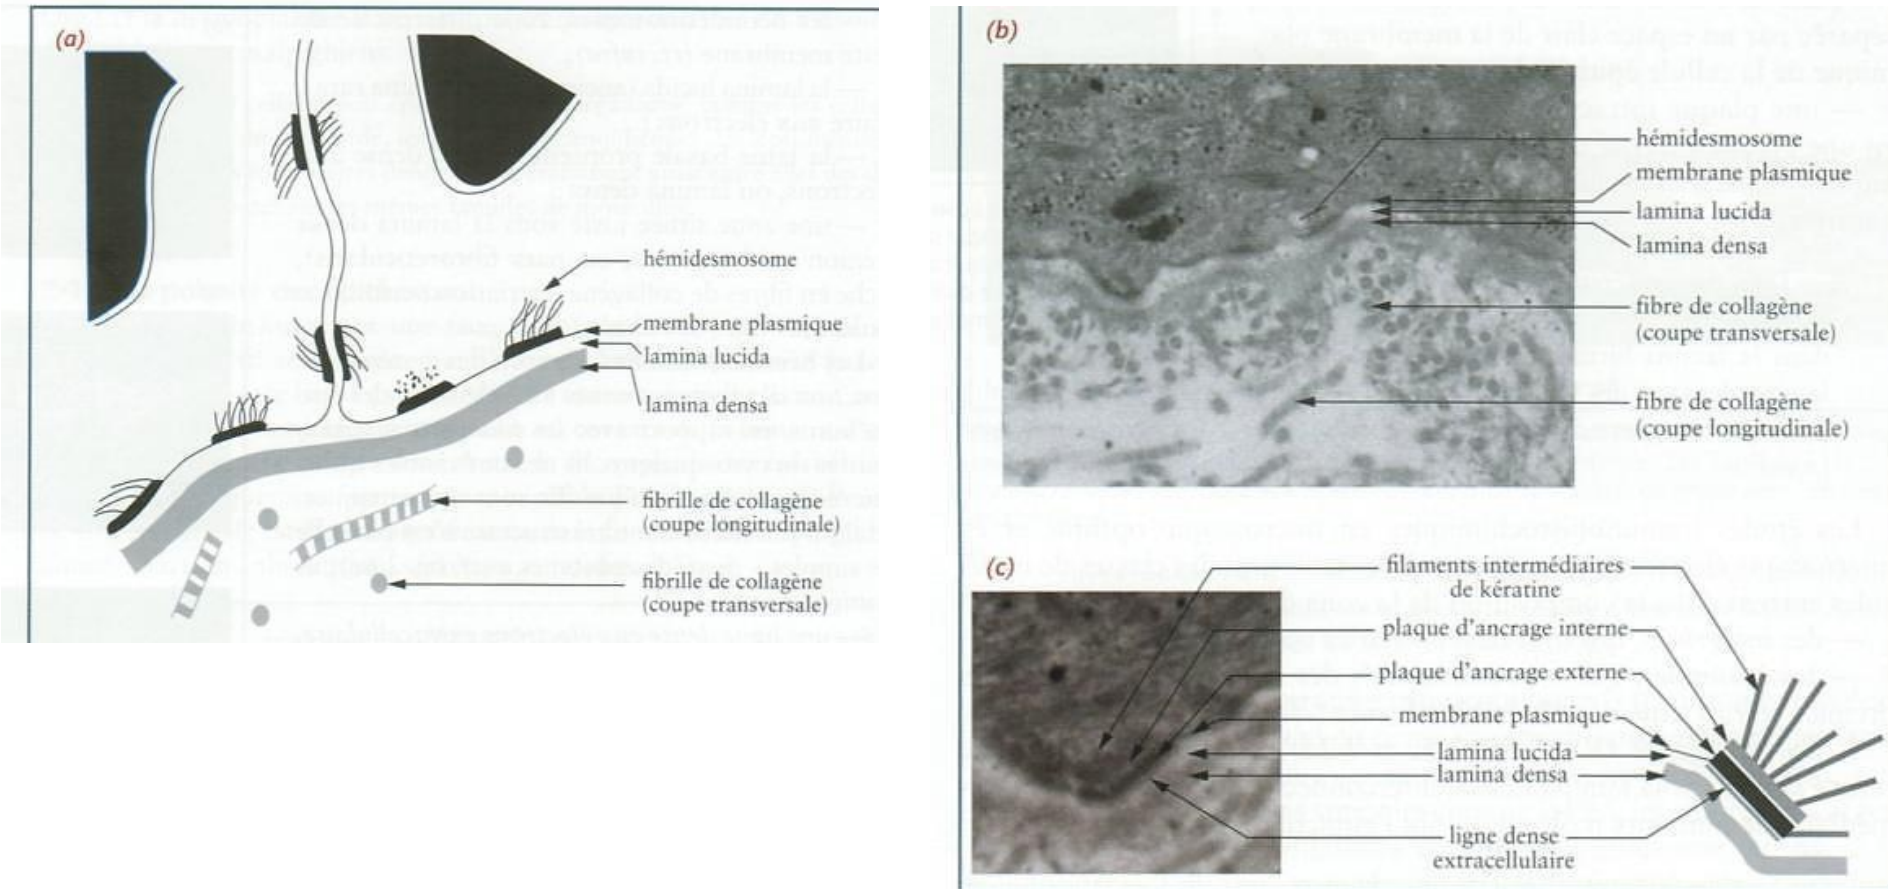 (a)
hémidesmosome
membrane plasmique
lamina lucida
lamina densa
fibrille de collagène
(coupe longitudinale)
fibrille de collagène
(coupe transversale)
(b)
hémidesmosome
membrane plasmique
lamina lucida
lamina densa
fibre de collagène
(coupe transversale)
fibre de collagène
(coupe longitudinale)
(c)
filaments intermédiaires
de kératine
plaque d'ancrage interne
plaque d'ancrage externe
membrane plasmique
lamina lucida
lamina densa
ligne dense
extracellulaire